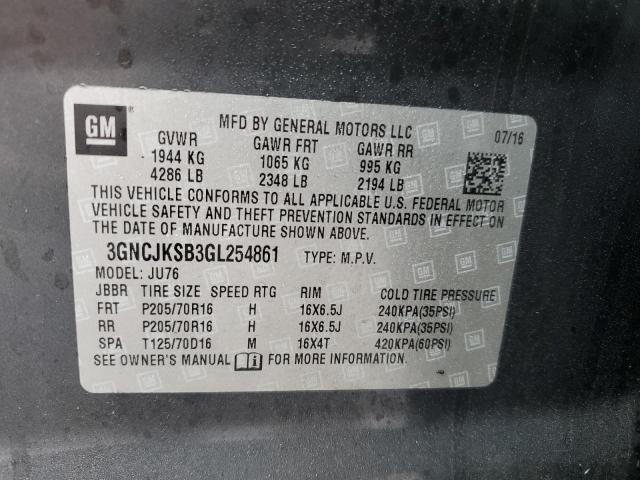 GM
MFD BY GENERAL MOTORS LLC
07/16
GVWR GAWR FRT GAWR RR
1944 KG 1065 KG 995 KG
4286 LB 2348 LB 2194 LB
THIS VEHICLE CONFORMS TO ALL APPLICABLE U.S. FEDERAL MOTOR
VEHICLE SAFETY AND THEFT PREVENTION STANDARDS IN EFFECT ON THE
DATE OF MANUFACTURE SHOWN ABOVE.
3GNCJKSB3GL254861 TYPE: M.P.V.
MODEL: JU76
JBBR TIRE SIZE SPEED RTG RIM COLD TIRE PRESSURE
FRT P205/70R16 H 16X6.5J 240KPA(35PSI)
RR P205/70R16 H 16X6.5J 240KPA(35PSI)
SPA T125/70D16 M 16X4T 420KPA(60PSI)
SEE OWNER'S MANUAL FOR MORE INFORMATION.